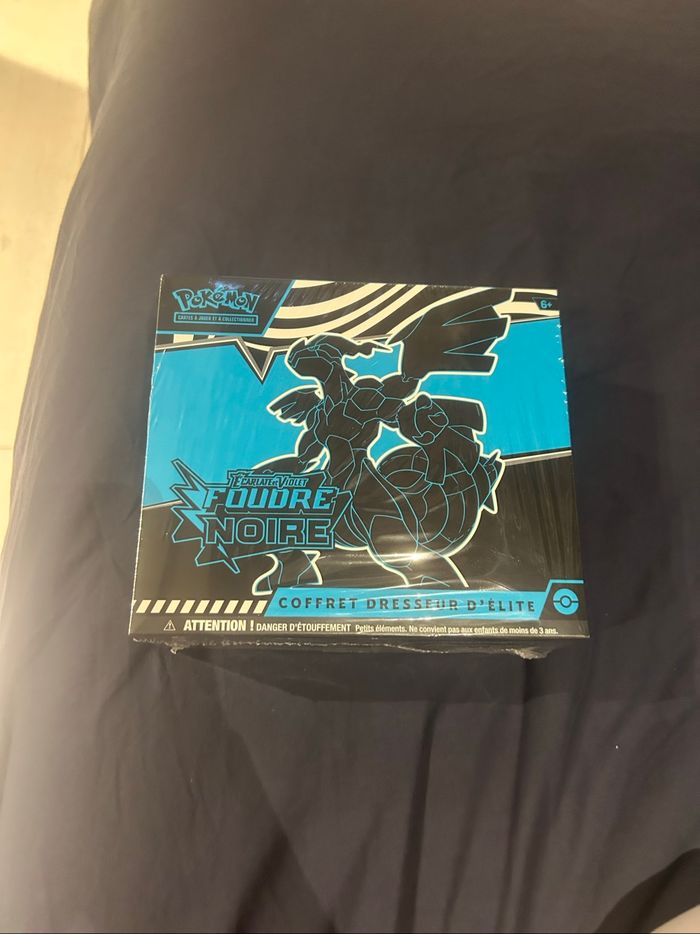 POKéMON
CARTES À JOUER ET À COLLECTIONNER
6+
ÉCARLATE ET VIOLET
FOUDRE
NOIRE
COFFRET DRESSEUR D'ÉLITE
ATTENTION ! DANGER D'ÉTOUFFEMENT Petits éléments. Ne convient pas aux enfants de moins de 3 ans.